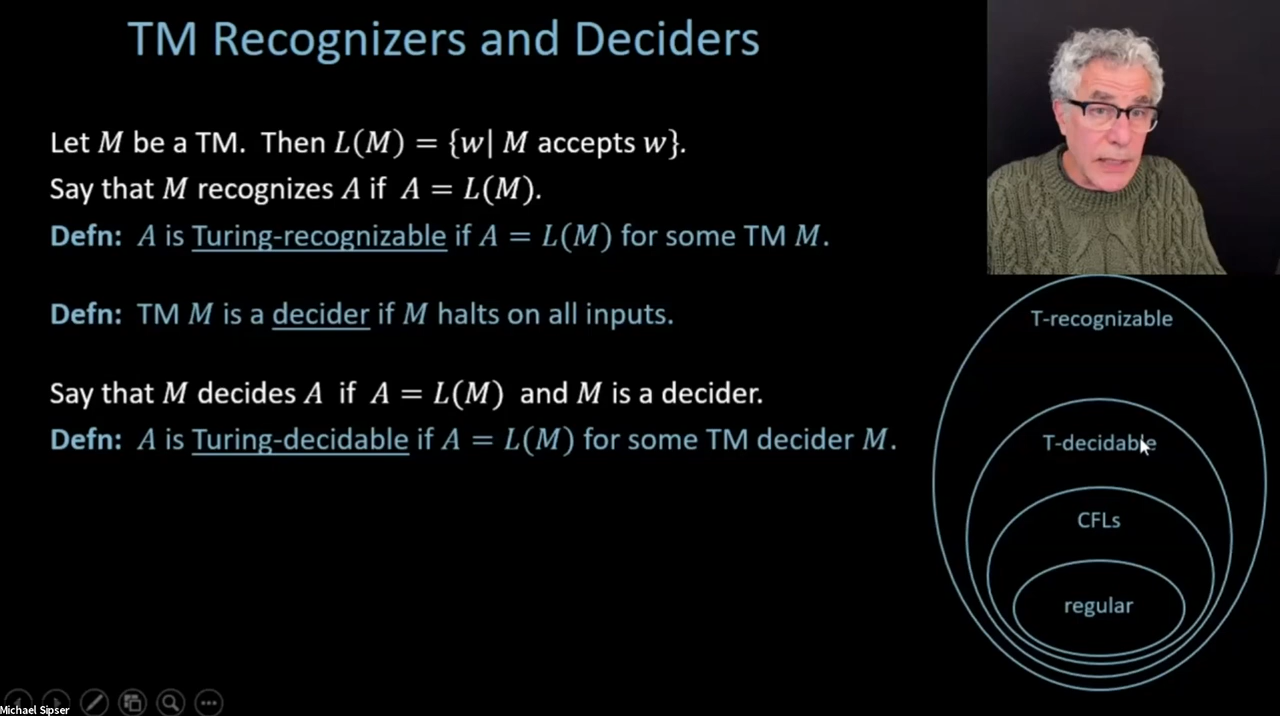 TM Recognizers and Deciders
Let M be a TM. Then L(M) = {w| M accepts w}.
Say that M recognizes A if A = L(M).
Defn: A is Turing-recognizable if A = L(M) for some TM M.
Defn: TM M is a decider if M halts on all inputs.
Say that M decides A if A = L(M) and M is a decider.
Defn: A is Turing-decidable if A = L(M) for some TM decider M.
T-recognizable
T-decidable
CFLs
regular
Michael Sipser